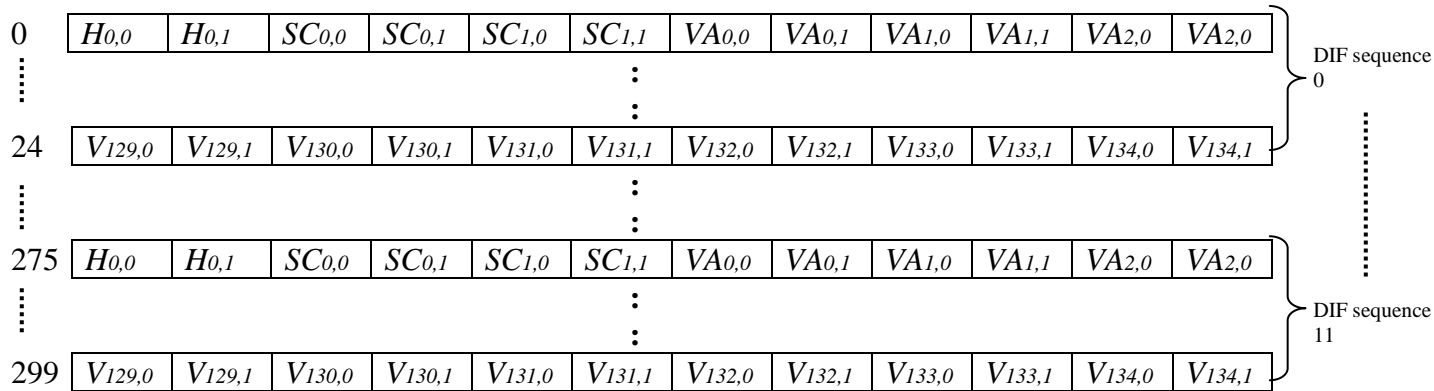 0 H0,0 H0,1 SC0,0 SC0,1 SC1,0 SC1,1 VA0,0 VA0,1 VA1,0 VA1,1 VA2,0 VA2,0
DIF sequence
0
24 V129,0 V129,1 V130,0 V130,1 V131,0 V131,1 V132,0 V132,1 V133,0 V133,1 V134,0 V134,1
275 H0,0 H0,1 SC0,0 SC0,1 SC1,0 SC1,1 VA0,0 VA0,1 VA1,0 VA1,1 VA2,0 VA2,0
DIF sequence
11
299 V129,0 V129,1 V130,0 V130,1 V131,0 V131,1 V132,0 V132,1 V133,0 V133,1 V134,0 V134,1